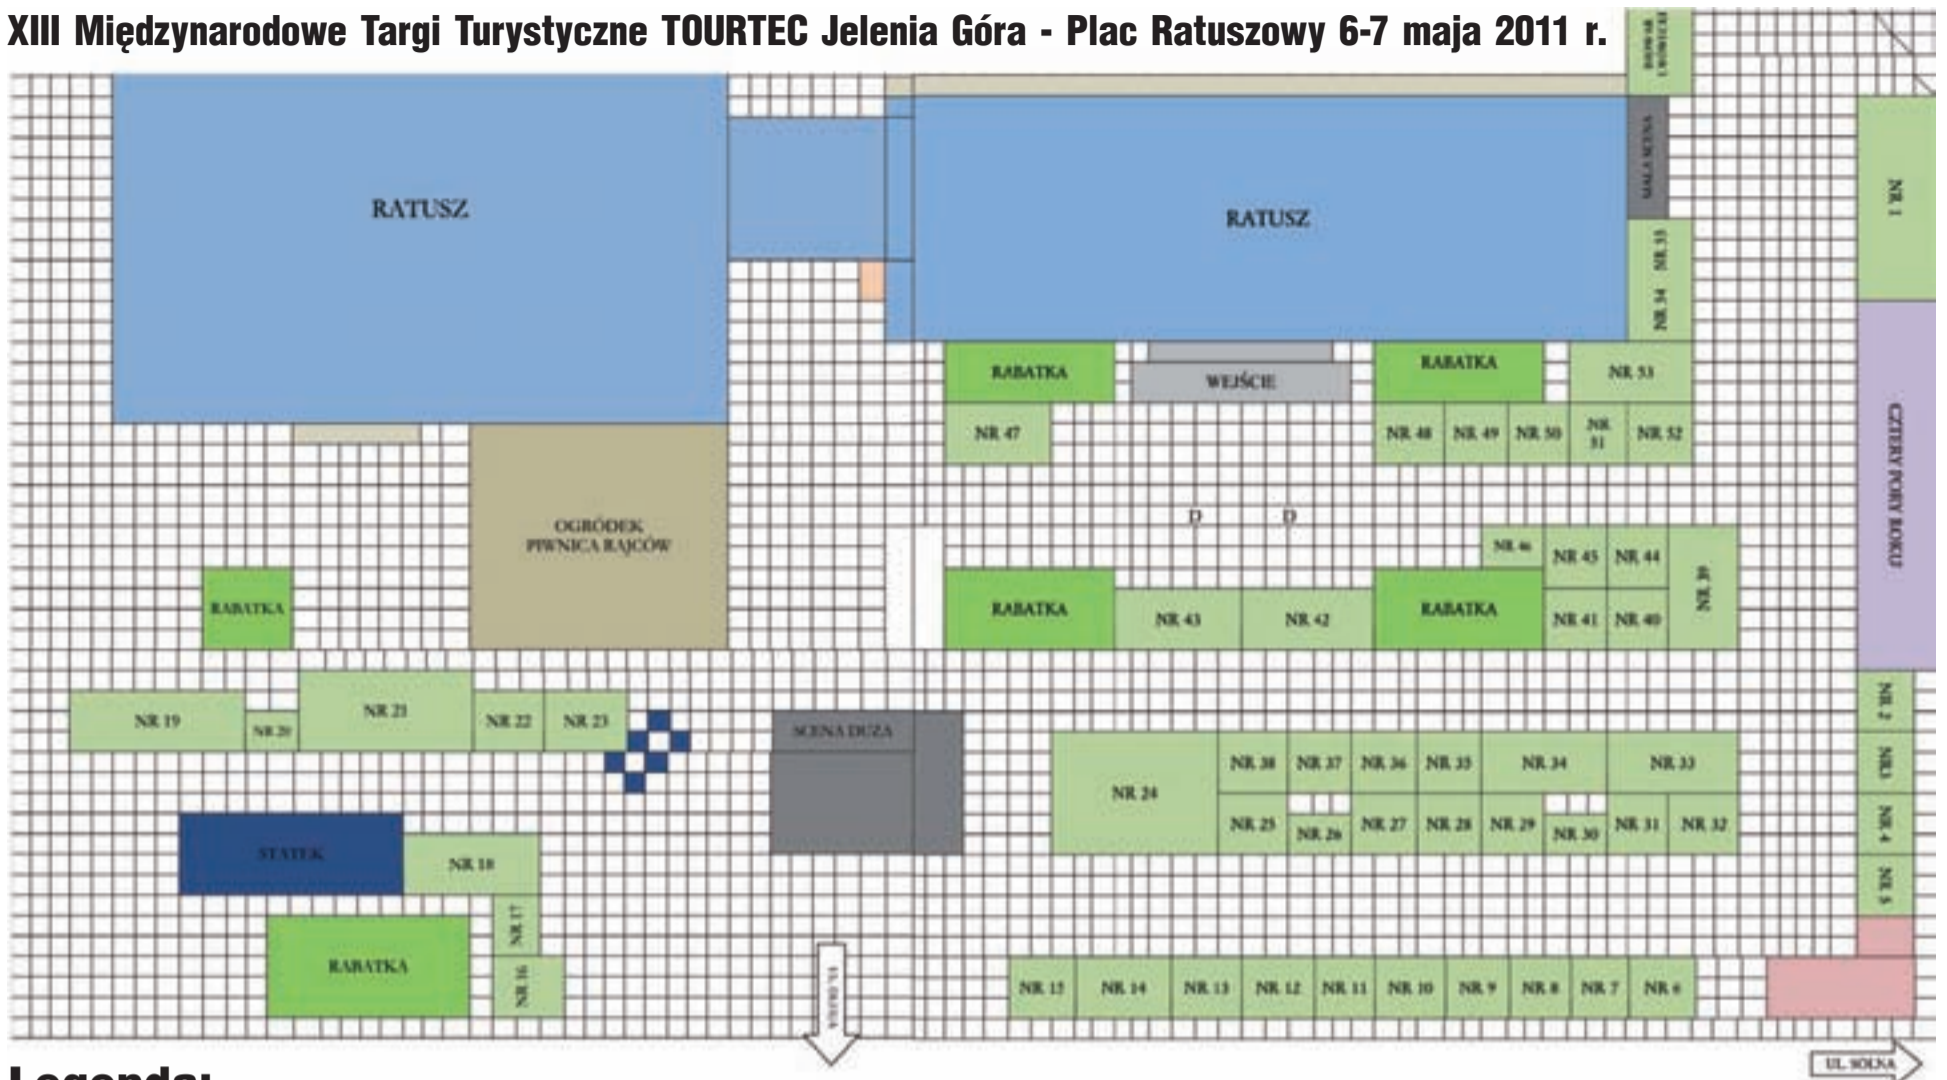 XIII Międzynarodowe Targi Turystyczne TOURTEC Jelenia Góra - Plac Ratuszowy 6-7 maja 2011 r.
RATUSZ
RATUSZ
MAŁA SCENA
NR 1
NR 55
NR 54
RABATKA
WEJŚCIE
RABATKA
NR 53
NR 47
NR 48
NR 49
NR 50
NR
51
NR 52
CZTERY PORY ROKU
OGRÓDEK
PIWNICA RAJCÓW
D
D
NR 46
NR 45
NR 44
RABATKA
RABATKA
NR 43
NR 42
RABATKA
NR 41
NR 40
NR 19
NR 20
NR 21
NR 22
NR 23
SCENA DUŻA
NR 2
NR 24
NR 38
NR 37
NR 36
NR 35
NR 34
NR 33
NR3
NR 25
NR 26
NR 27
NR 28
NR 29
NR 30
NR 31
NR 32
NR 4
STATEK
NR 18
NR 5
NR 17
RABATKA
NR 16
NR 15
NR 14
NR 13
NR 12
NR 11
NR 10
NR 9
NR 8
NR 7
NR 6
UL. SOLNA
Legenda: